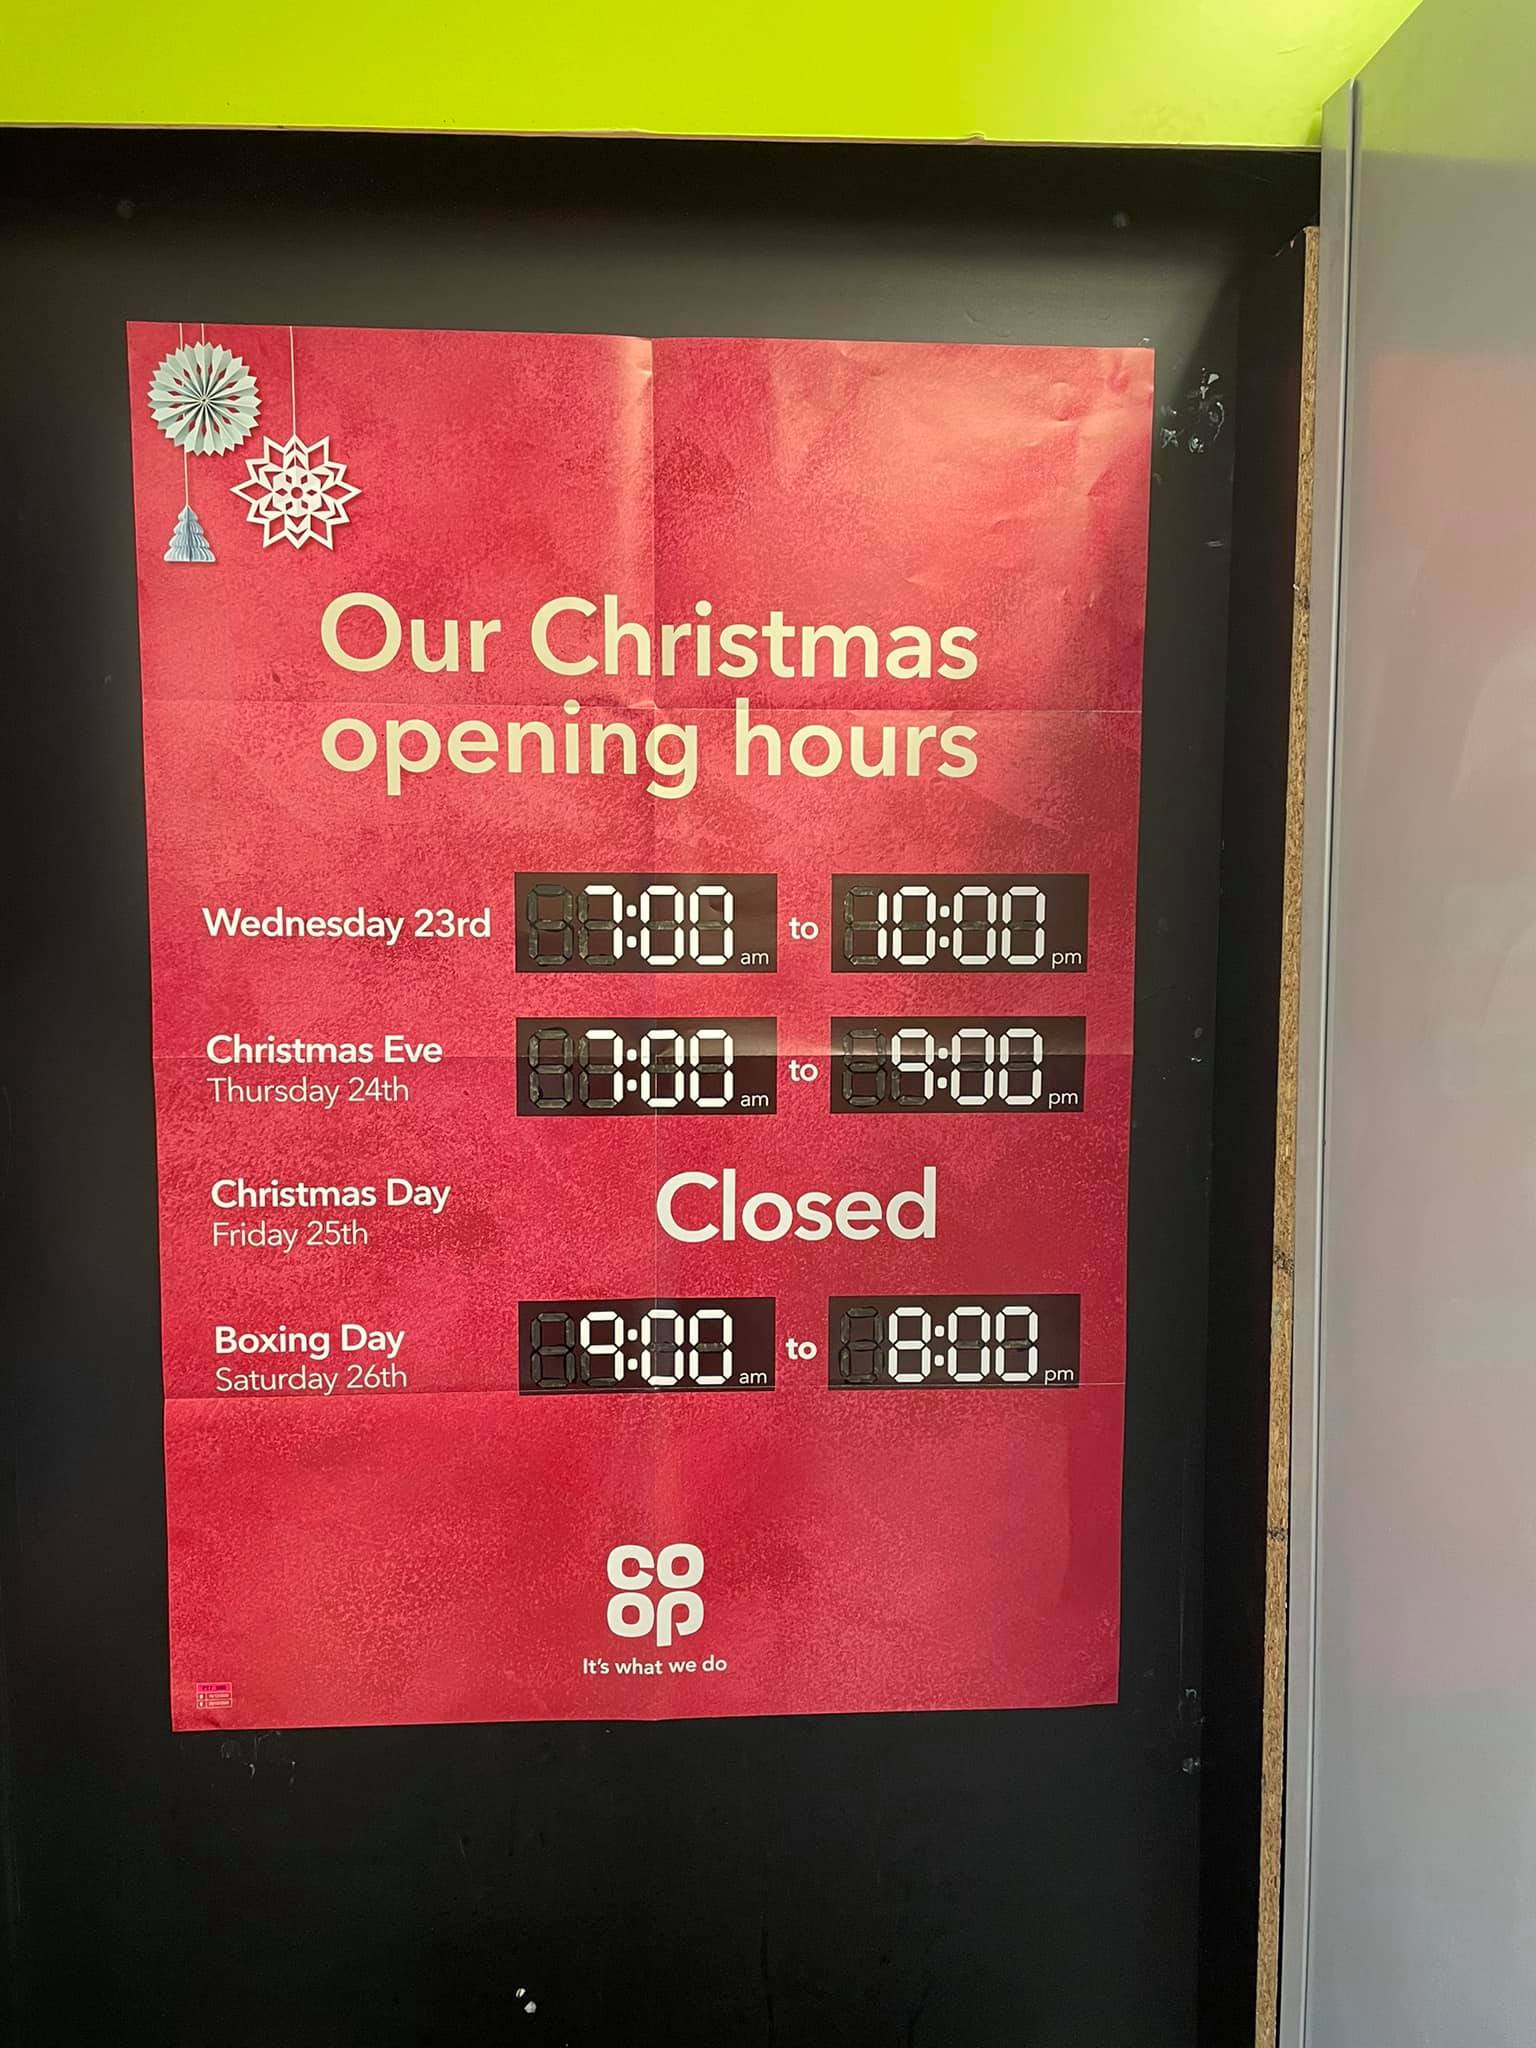 Our Christmas
opening hours
Wednesday 23rd 7:00 am to 10:00 pm
Christmas Eve
Thursday 24th 7:00 am to 9:00 pm
Christmas Day
Friday 25th Closed
Boxing Day
Saturday 26th 9:00 am to 8:00 pm
CO
OP
It's what we do